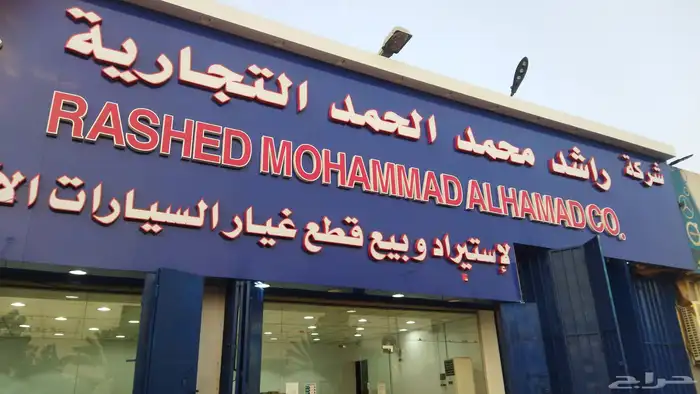 شركة راشد محمد الحمد التجارية
RASHED MOHAMMAD ALHAMAD CO.
لإستيراد وبيع قطع غيار السيارات
حراج